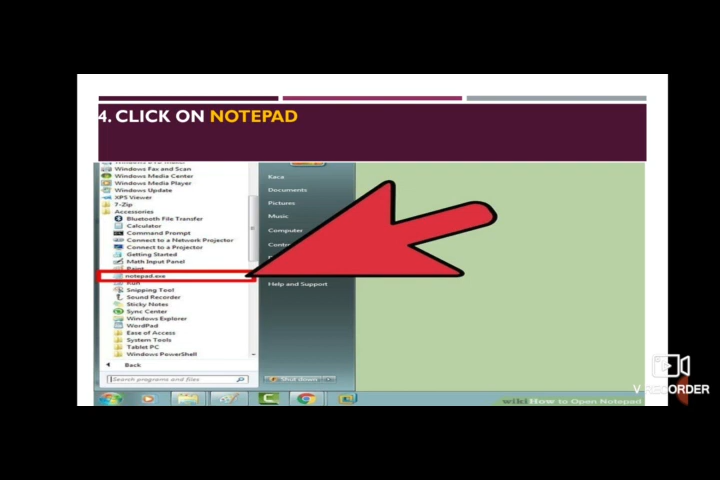 4. CLICK ON NOTEPAD
Windows Fax and Scan
Windows Media Center
Windows Media Player
Windows Update
XPS Viewer
7-Zip
Accessories
Bluetooth File Transfer
Calculator
Command Prompt
Connect to a Network Projector
Connect to a Projector
Getting Started
Math Input Panel
Paint
notepad.exe
Run
Snipping Tool
Sound Recorder
Sticky Notes
Sync Center
Windows Explorer
WordPad
Ease of Access
System Tools
Tablet PC
Windows PowerShell
Back
Search programs and files
Kaca
Documents
Pictures
Music
Computer
Contr
Help and Support
Shut down
wikiHow to Open Notepad
V RECORDER